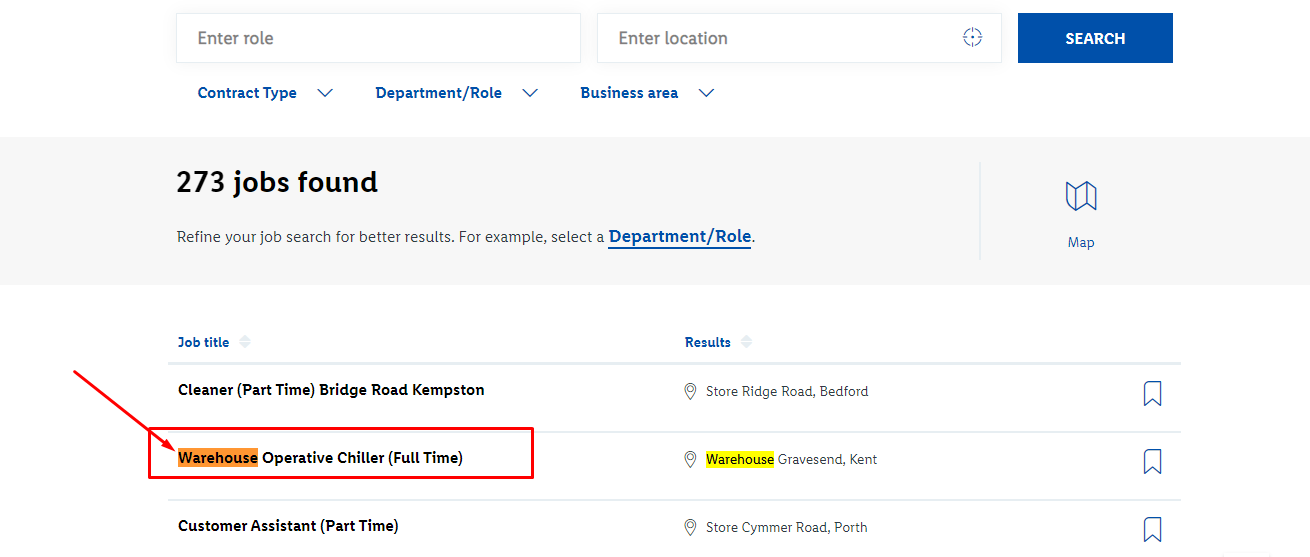 Enter role
Enter location
SEARCH
Contract Type
Department/Role
Business area
273 jobs found
Refine your job search for better results. For example, select a Department/Role.
Map
Job title
Results
Cleaner (Part Time) Bridge Road Kempston
Store Ridge Road, Bedford
Warehouse Operative Chiller (Full Time)
Warehouse Gravesend, Kent
Customer Assistant (Part Time)
Store Cymmer Road, Porth